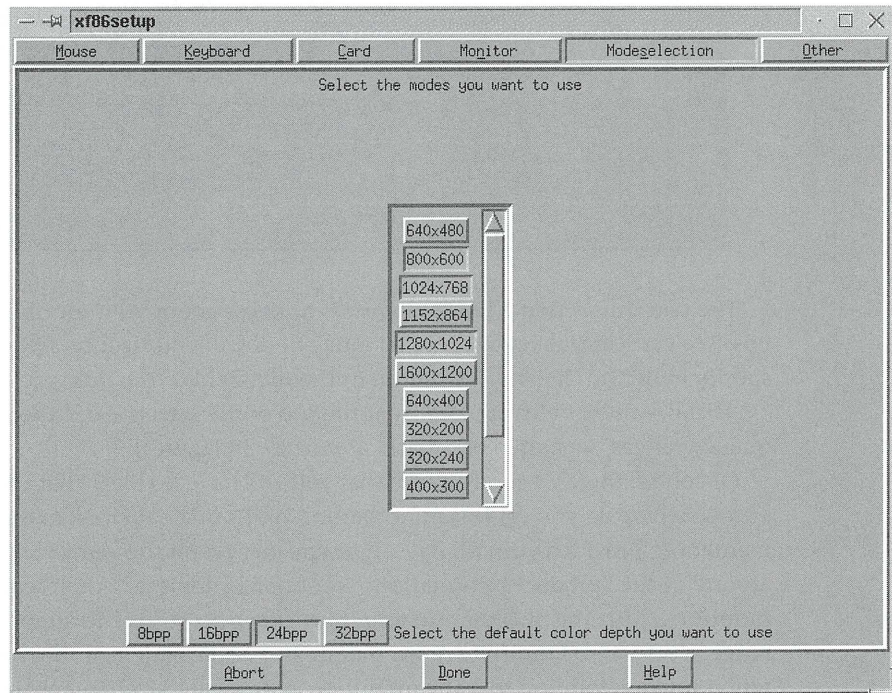 xf86setup
Mouse Keyboard Card Monitor Modeselection Other
Select the modes you want to use
640x480
800x600
1024x768
1152x864
1280x1024
1600x1200
640x400
320x200
320x240
400x300
8bpp 16bpp 24bpp 32bpp Select the default color depth you want to use
Abort Done Help